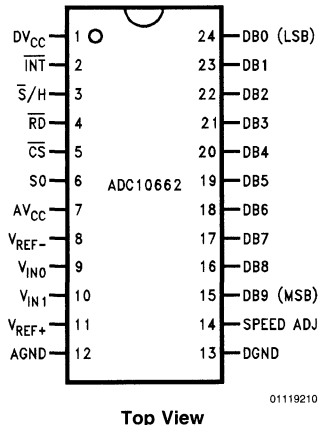 DVCC 1 24 DB0 (LSB)
INT 2 23 DB1
S/H 3 22 DB2
RD 4 21 DB3
CS 5 20 DB4
S0 6 19 DB5
ADC10662
AVCC 7 18 DB6
VREF- 8 17 DB7
VIN0 9 16 DB8
VIN1 10 15 DB9 (MSB)
VREF+ 11 14 SPEED ADJ
AGND 12 13 DGND
01119210
Top View